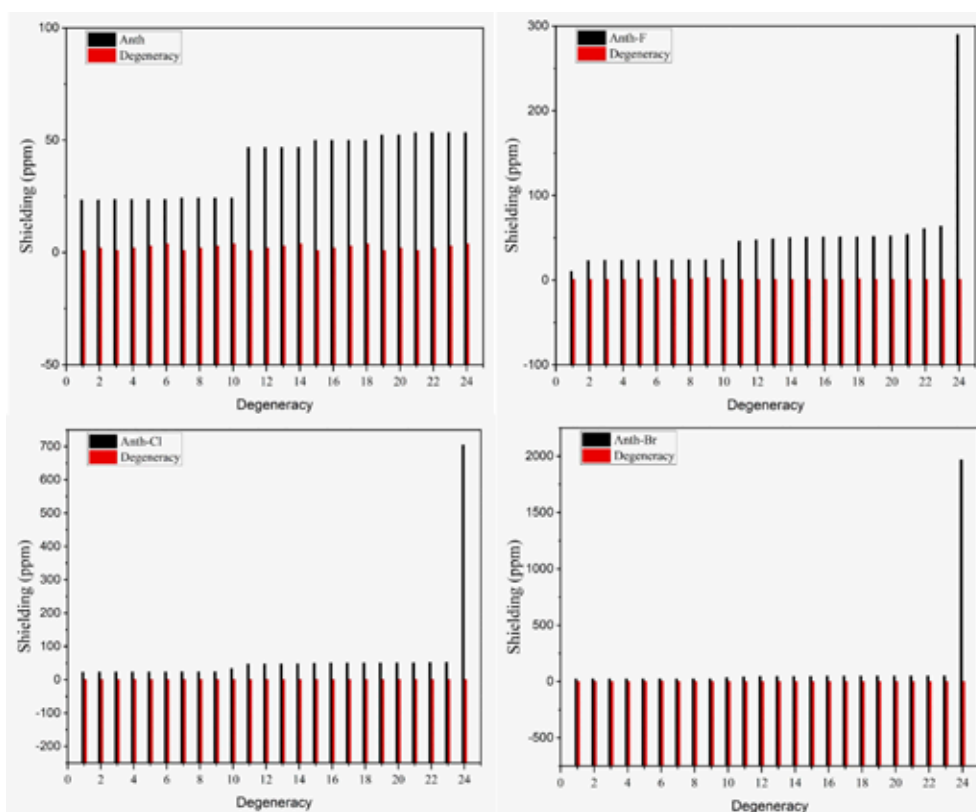 100
50
0
-50
Shielding (ppm)
Anth
Degeneracy
0 2 4 6 8 10 12 14 16 18 20 22 24
Degeneracy
300
200
100
0
-100
Shielding (ppm)
Anth-F
Degeneracy
0 2 4 6 8 10 12 14 16 18 20 22 24
Degeneracy
700
600
500
400
300
200
100
0
-100
-200
Shielding (ppm)
Anth-Cl
Degeneracy
0 2 4 6 8 10 12 14 16 18 20 22 24
Degeneracy
2000
1500
1000
500
0
-500
Shielding (ppm)
Anth-Br
Degeneracy
0 2 4 6 8 10 12 14 16 18 20 22 24
Degeneracy